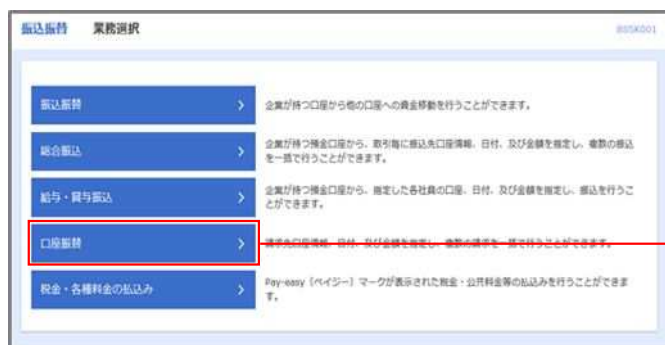 振込振替 業務選択 BSSK001
振込振替 企業が持つ口座から他の口座への資金移動を行うことができます。
総合振込 企業が持つ預金口座から、取引毎に振込先口座情報、日付、及び金額を指定し、複数の振込
を一括で行うことができます。
給与・賞与振込 企業が持つ預金口座から、指定した各社員の口座、日付、及び金額を指定し、振込を行うこ
とができます。
口座振替 請求先口座情報、日付、及び金額を指定し、複数の請求を一括で行うことができます。
税金・各種料金の払込み Pay-easy（ペイジー）マークが表示された税金・公共料金等の払込みを行うことができま
す。